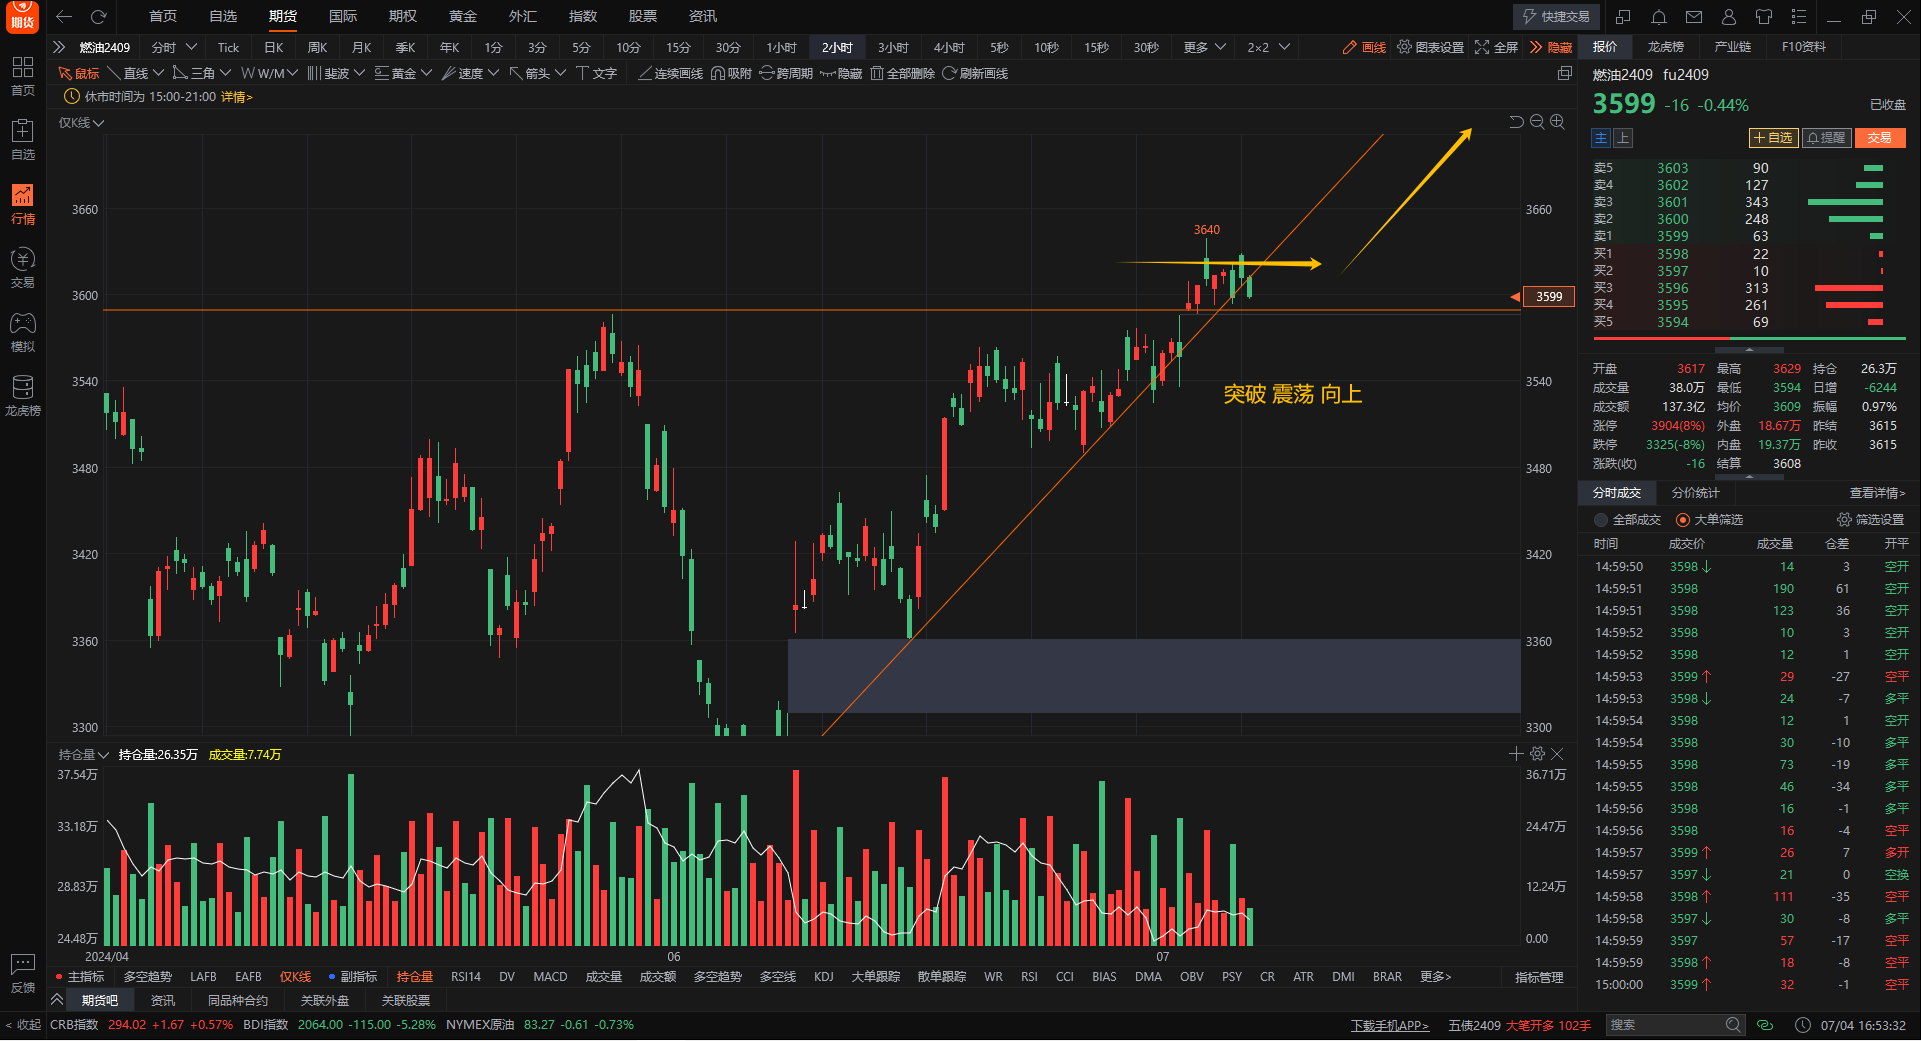 期货 首页 自选 期货 国际 期权 黄金 外汇 指数 股票 资讯 快捷交易
燃油2409 分时 Tick 日K 周K 月K 季K 年K 1分 3分 5分 10分 15分 30分 1小时 2小时 3小时 4小时 5秒 10秒 15秒 30秒 更多 2×2 画线 图表设置 全屏 隐藏 报价 龙虎榜 产业链 F10资料
鼠标 直线 三角 W/M 斐波 黄金 速度 箭头 文字 连续画线 吸附 跨周期 隐藏 全部删除 刷新画线
休市时间为 15:00-21:00 详情>
仅K线
首页
自选
行情
交易
模拟
龙虎榜
反馈
3660
3600
3540
3480
3420
3360
3300
3640
突破 震荡 向上
3660
3599
3540
3480
3420
3360
3300
持仓量 持仓量:26.35万 成交量:7.74万
37.54万 36.71万
33.18万 24.47万
28.83万 12.24万
24.48万 0.00
2024/04 06 07
主指标 多空趋势 LAFB EAFB 仅K线 副指标 持仓量 RSI14 DV MACD 成交量 成交额 多空趋势 多空线 KDJ 大单跟踪 散单跟踪 WR RSI CCI BIAS DMA OBV PSY CR ATR DMI BRAR 更多> 指标管理
期货吧 资讯 同品种合约 关联外盘 关联股票
燃油2409 fu2409
3599 -16 -0.44% 已收盘
主 上 +自选 提醒 交易
卖5 3603 90
卖4 3602 127
卖3 3601 343
卖2 3600 248
卖1 3599 63
买1 3598 22
买2 3597 10
买3 3596 313
买4 3595 261
买5 3594 69
开盘 3617 最高 3629 持仓 26.3万
成交量 38.0万 最低 3594 日增 -6244
成交额 137.3亿 均价 3609 振幅 0.97%
涨停 3904(8%) 外盘 18.67万 昨结 3615
跌停 3325(-8%) 内盘 19.37万 昨收 3615
涨跌(收) -16 结算 3608
分时成交 分价统计 查看详情>
全部成交 大单筛选 筛选设置
时间 成交价 成交量 仓差 开平
14:59:50 3598↓ 14 3 空开
14:59:51 3598 190 61 空开
14:59:51 3598 123 36 空开
14:59:52 3598 10 3 空开
14:59:52 3598 12 1 空开
14:59:53 3599↑ 29 -27 空平
14:59:53 3598↓ 24 -7 多平
14:59:54 3598 12 1 空开
14:59:54 3598 30 -10 多平
14:59:55 3598 73 -19 多平
14:59:55 3598 46 -34 多平
14:59:56 3598 16 -1 多平
14:59:56 3598 16 -4 空平
14:59:57 3599↑ 26 7 多开
14:59:57 3597↓ 21 0 空换
14:59:58 3598↑ 111 -35 空平
14:59:58 3597↓ 30 -8 多平
14:59:59 3597 57 -17 空平
14:59:59 3598↑ 18 -8 空平
15:00:00 3599↑ 32 -1 空平
< 收起 CRB指数 294.02 +1.67 +0.57% BDI指数 2064.00 -115.00 -5.28% NYMEX原油 83.27 -0.61 -0.73% 下载手机APP> 五债2409 大笔开多 102手 搜索 07/04 16:53:32